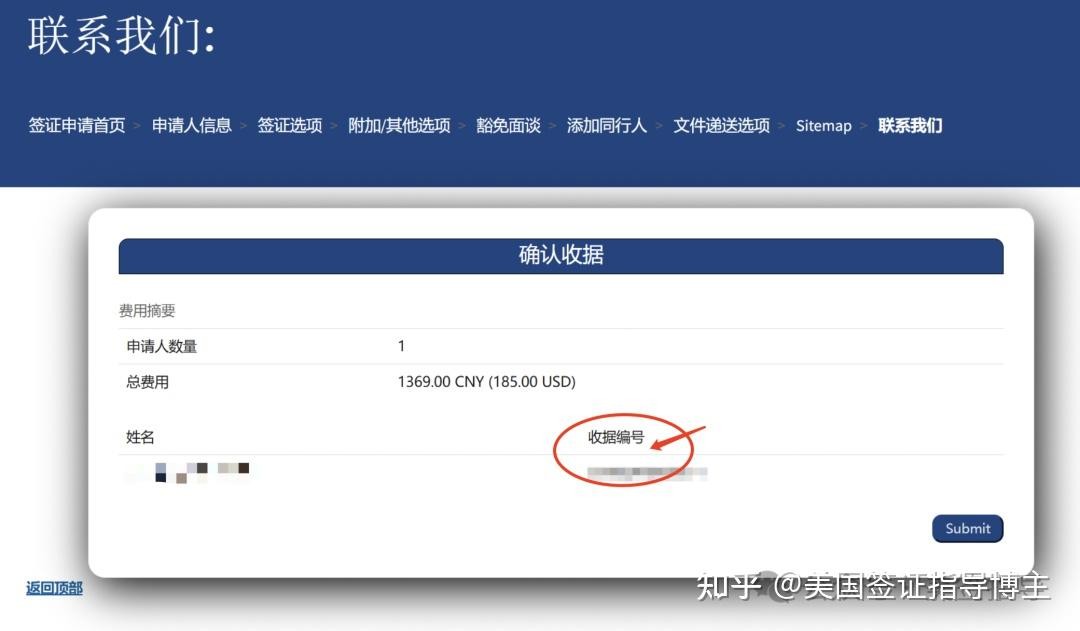 联系我们:
签证申请首页 > 申请人信息 > 签证选项 > 附加/其他选项 > 豁免面谈 > 添加同行人 > 文件递送选项 > Sitemap > 联系我们
确认收据
费用摘要
申请人数量 1
总费用 1369.00 CNY (185.00 USD)
姓名 收据编号
Submit
返回顶部
知乎 @美国签证指导博主